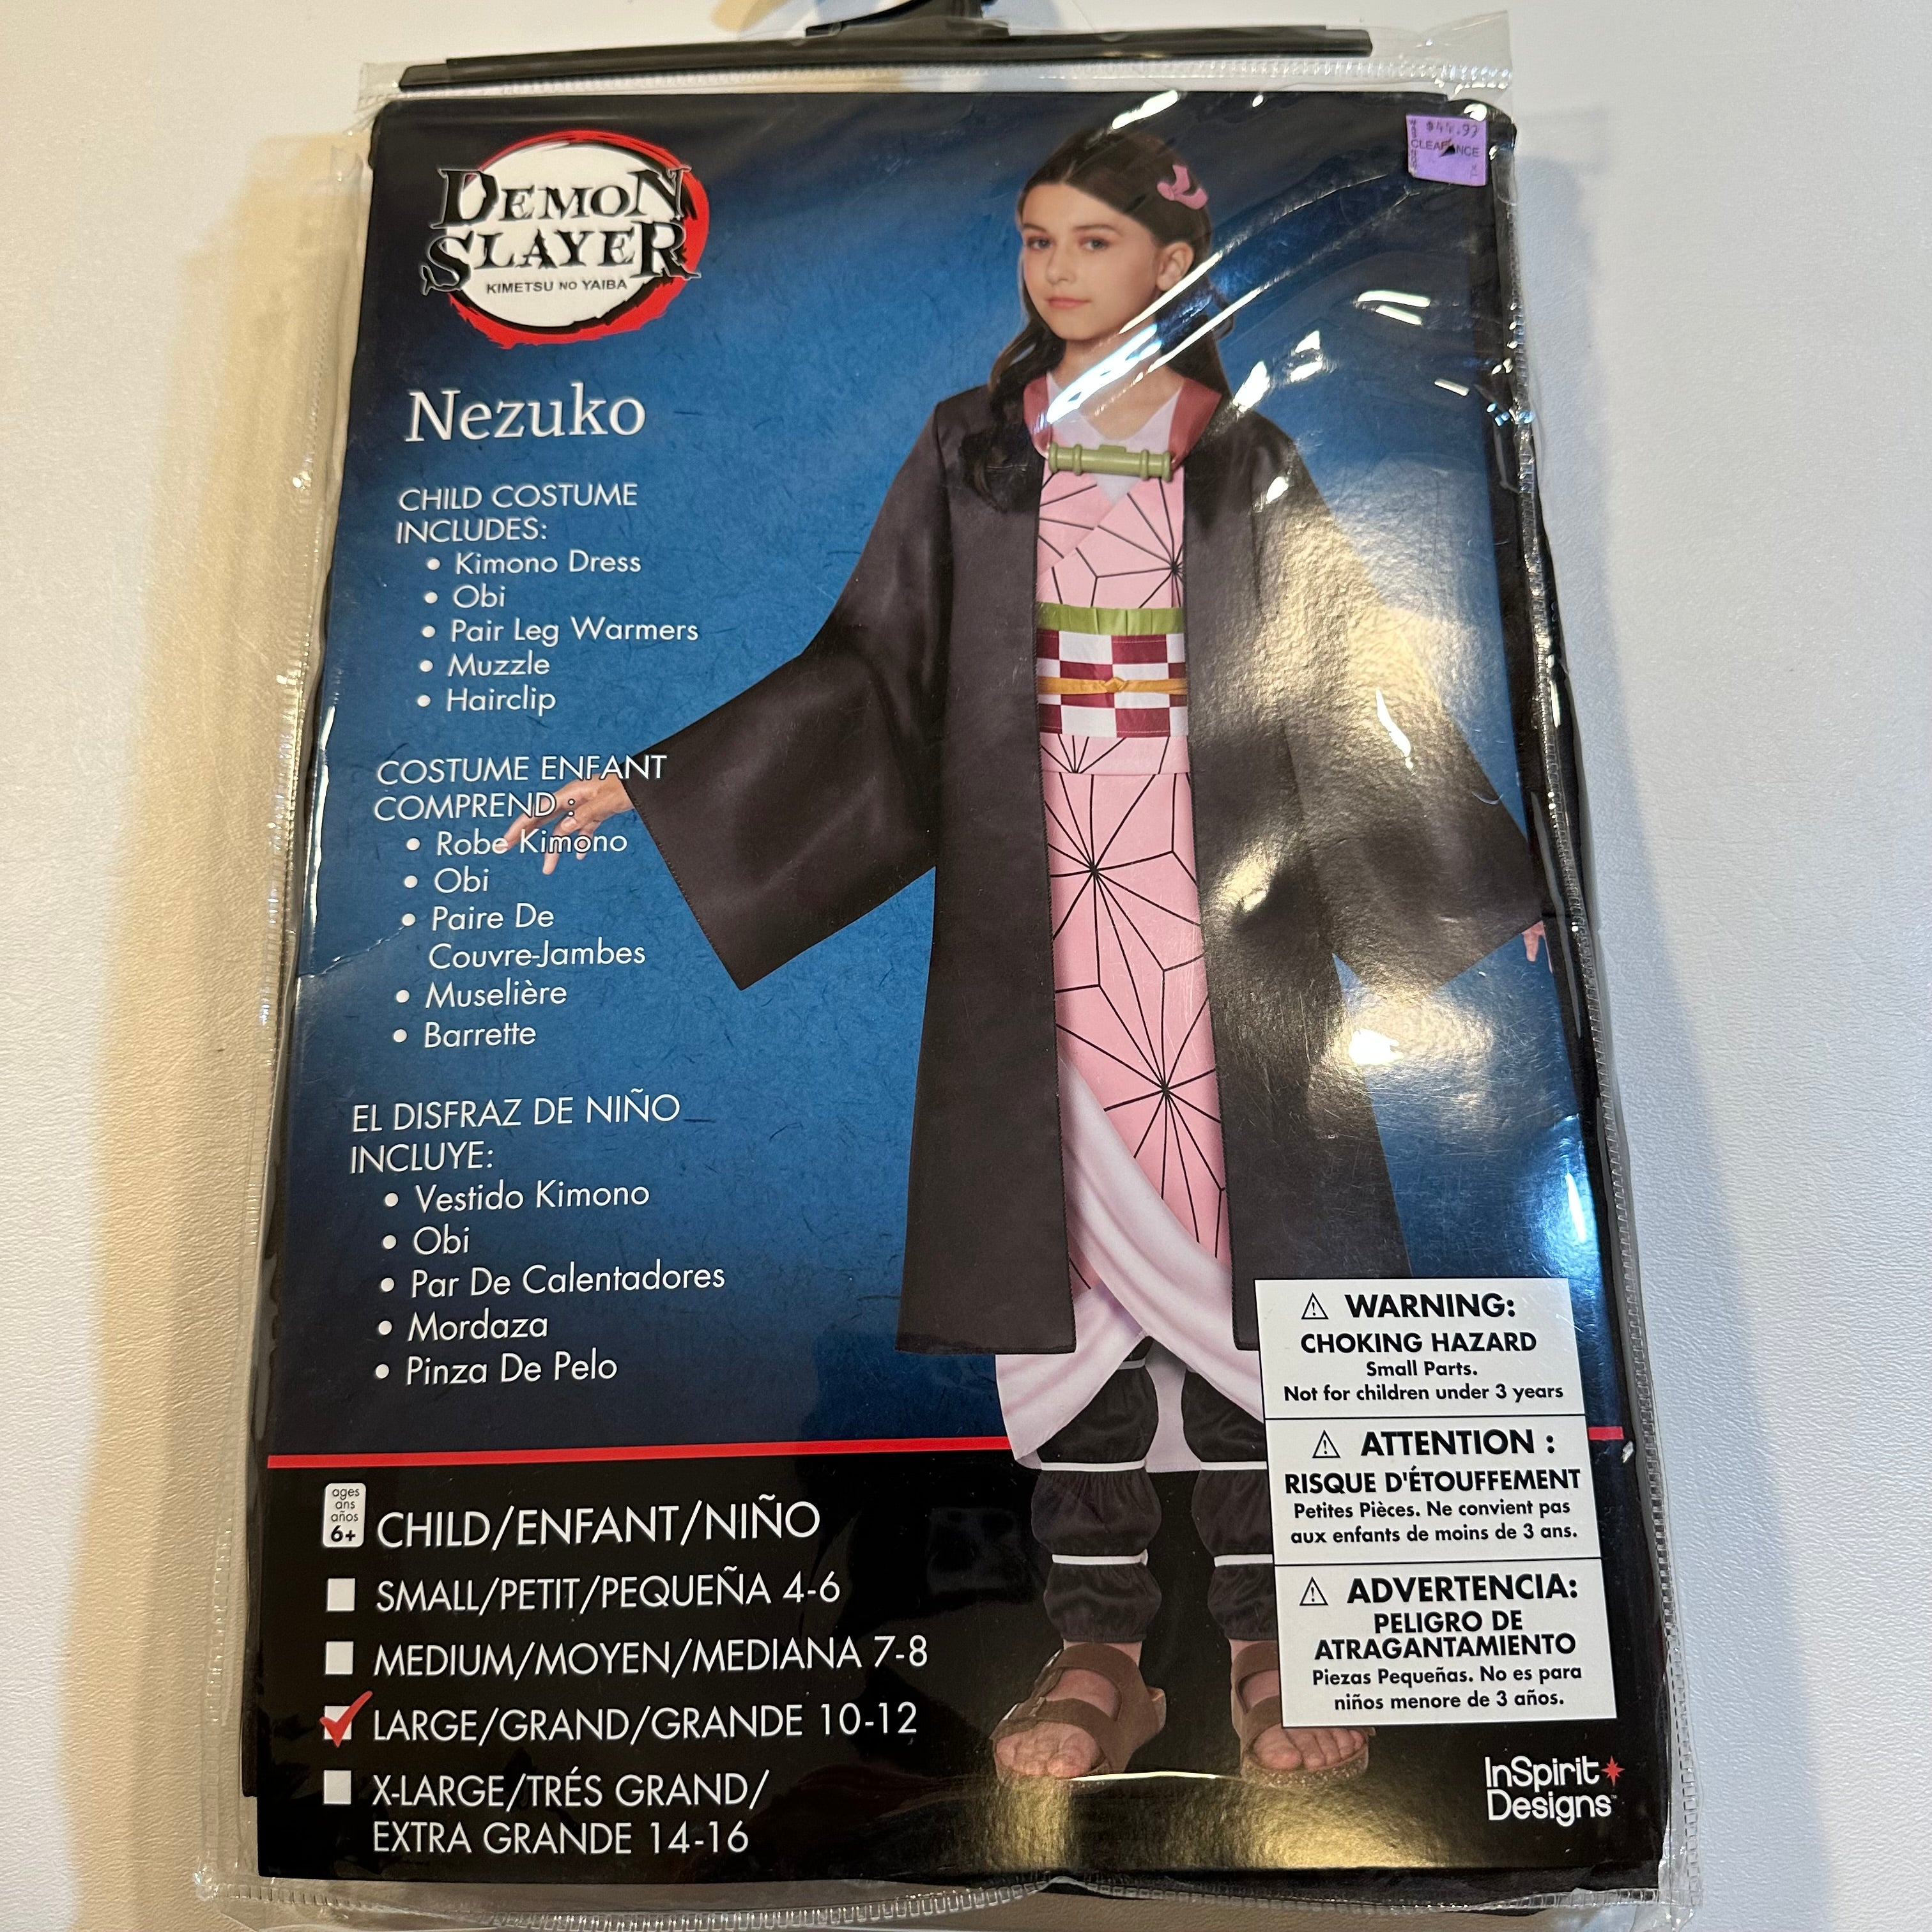 $44.97
CLEARANCE
DEMON
SLAYER
KIMETSU NO YAIBA
Nezuko
CHILD COSTUME
INCLUDES:
• Kimono Dress
• Obi
• Pair Leg Warmers
• Muzzle
• Hairclip
COSTUME ENFANT
COMPREND :
• Robe Kimono
• Obi
• Paire De
Couvre-Jambes
• Muselière
• Barrette
EL DISFRAZ DE NIÑO
INCLUYE:
• Vestido Kimono
• Obi
• Par De Calentadores
• Mordaza
• Pinza De Pelo
ages
ans
años
6+
CHILD/ENFANT/NIÑO
SMALL/PETIT/PEQUEÑA 4-6
MEDIUM/MOYEN/MEDIANA 7-8
LARGE/GRAND/GRANDE 10-12
X-LARGE/TRÉS GRAND/
EXTRA GRANDE 14-16
⚠ WARNING:
CHOKING HAZARD
Small Parts.
Not for children under 3 years
⚠ ATTENTION :
RISQUE D'ÉTOUFFEMENT
Petites Pièces. Ne convient pas
aux enfants de moins de 3 ans.
⚠ ADVERTENCIA:
PELIGRO DE
ATRAGANTAMIENTO
Piezas Pequeñas. No es para
niños menore de 3 años.
InSpirit
Designs™